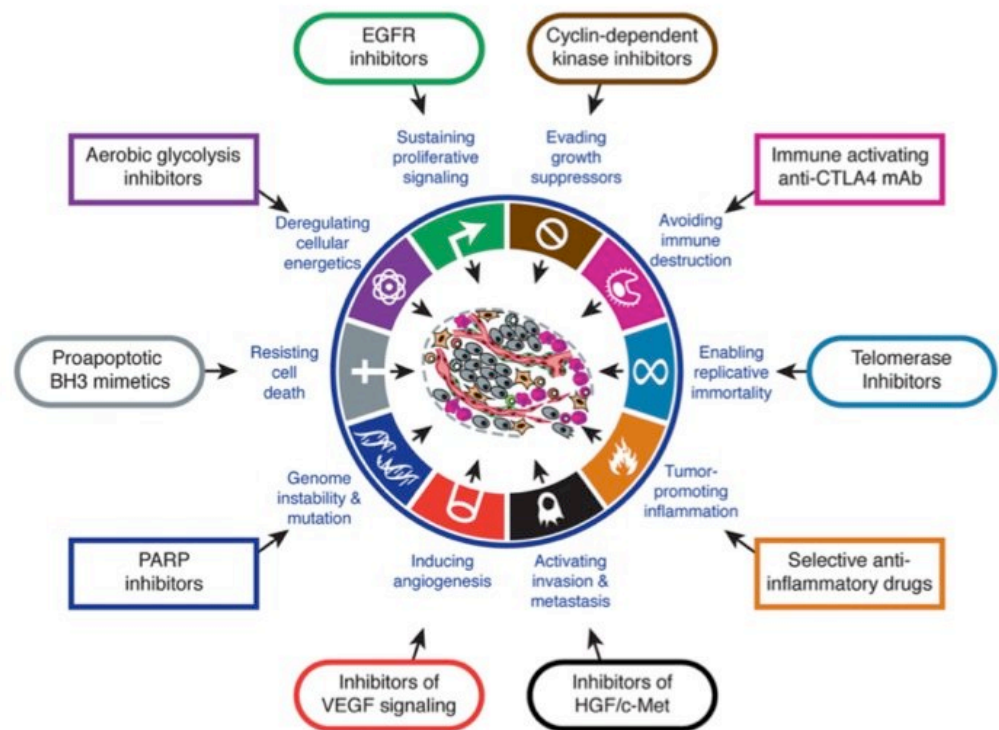 EGFR
inhibitors
Cyclin-dependent
kinase inhibitors
Sustaining
proliferative
signaling
Evading
growth
suppressors
Aerobic glycolysis
inhibitors
Immune activating
anti-CTLA4 mAb
Deregulating
cellular
energetics
Avoiding
immune
destruction
Proapoptotic
BH3 mimetics
Resisting
cell
death
Enabling
replicative
immortality
Telomerase
Inhibitors
Genome
instability &
mutation
Tumor-
promoting
inflammation
PARP
inhibitors
Inducing
angiogenesis
Activating
invasion &
metastasis
Selective anti-
inflammatory drugs
Inhibitors of
VEGF signaling
Inhibitors of
HGF/c-Met